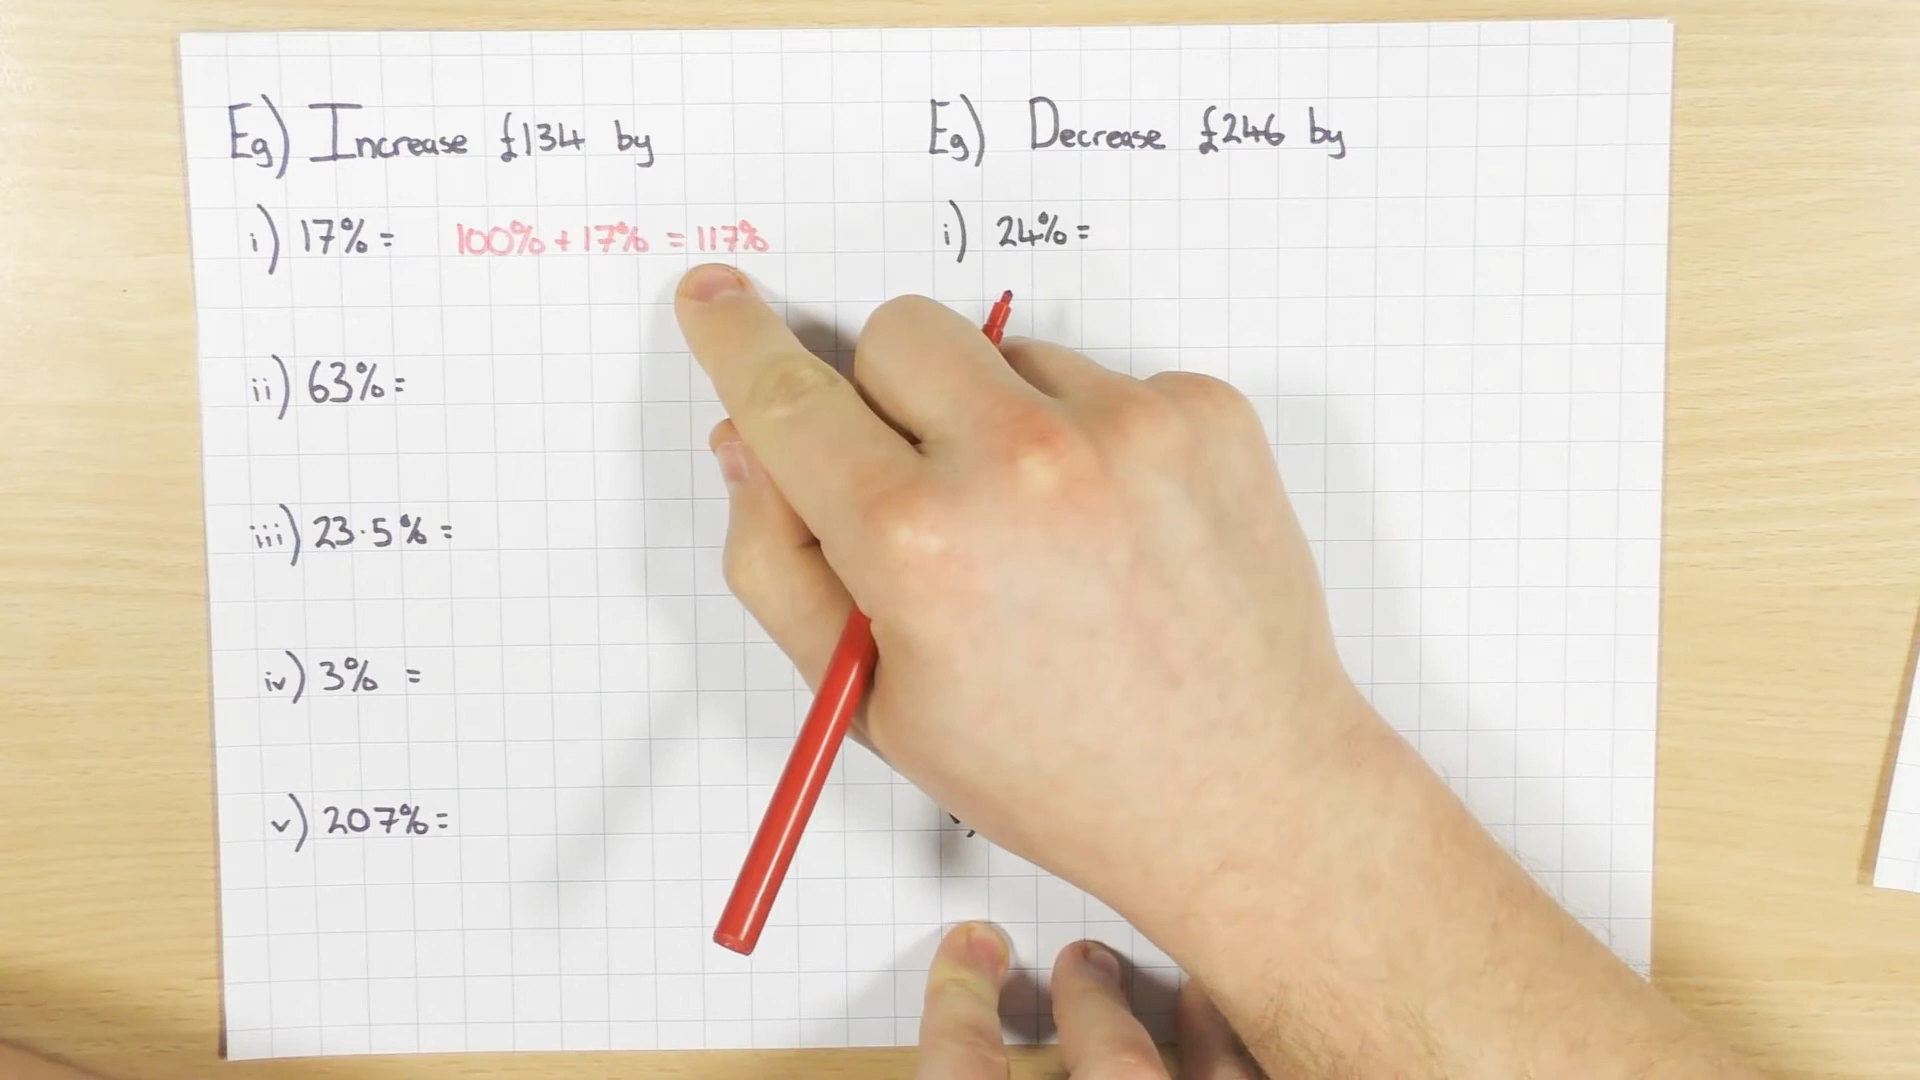 Eg) Increase £134 by
i) 17% = 100% + 17% = 117%
ii) 63% =
iii) 23·5% =
iv) 3% =
v) 207% =
Eg) Decrease £246 by
i) 24% =